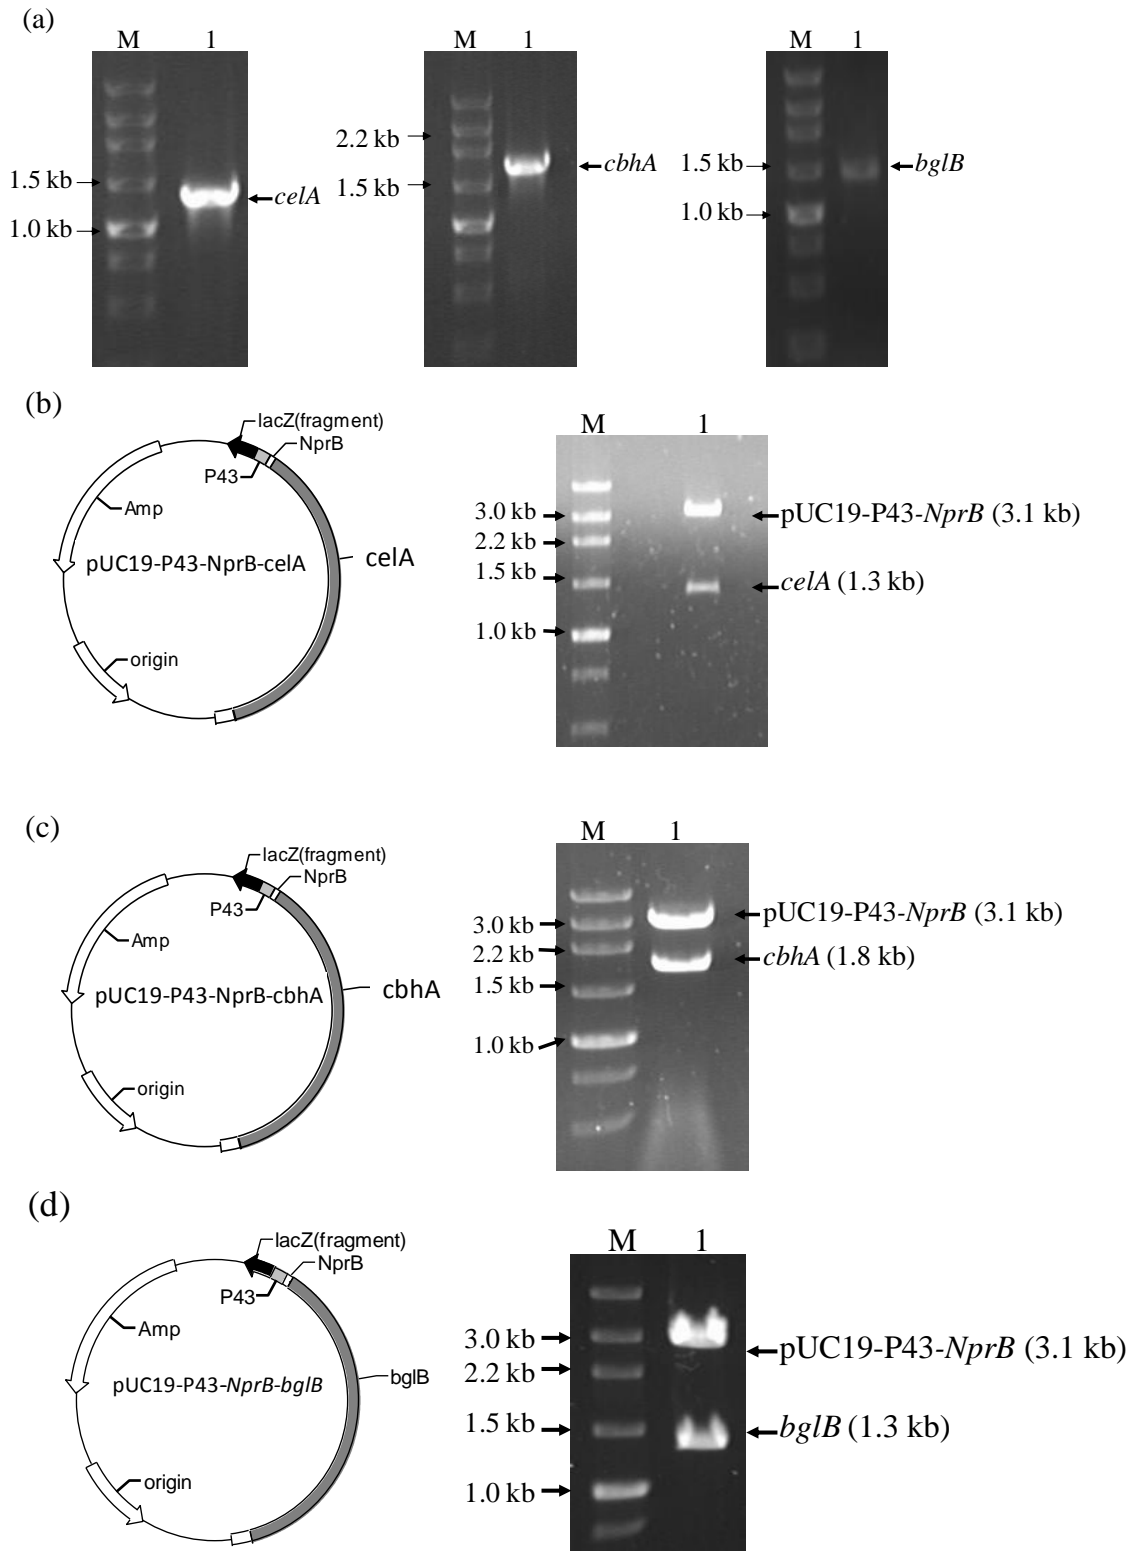 (a)
M 1
1.5 kb
1.0 kb
celA
M 1
2.2 kb
1.5 kb
cbhA
M 1
1.5 kb
1.0 kb
bglB
(b)
lacZ(fragment)
NprB
P43
Amp
pUC19-P43-NprB-celA
celA
origin
M 1
3.0 kb
2.2 kb
1.5 kb
1.0 kb
pUC19-P43-NprB (3.1 kb)
celA (1.3 kb)
(c)
lacZ(fragment)
NprB
P43
Amp
pUC19-P43-NprB-cbhA
cbhA
origin
M 1
3.0 kb
2.2 kb
1.5 kb
1.0 kb
pUC19-P43-NprB (3.1 kb)
cbhA (1.8 kb)
(d)
lacZ(fragment)
NprB
P43
Amp
pUC19-P43-NprB-bglB
bglB
origin
M 1
3.0 kb
2.2 kb
1.5 kb
1.0 kb
pUC19-P43-NprB (3.1 kb)
bglB (1.3 kb)